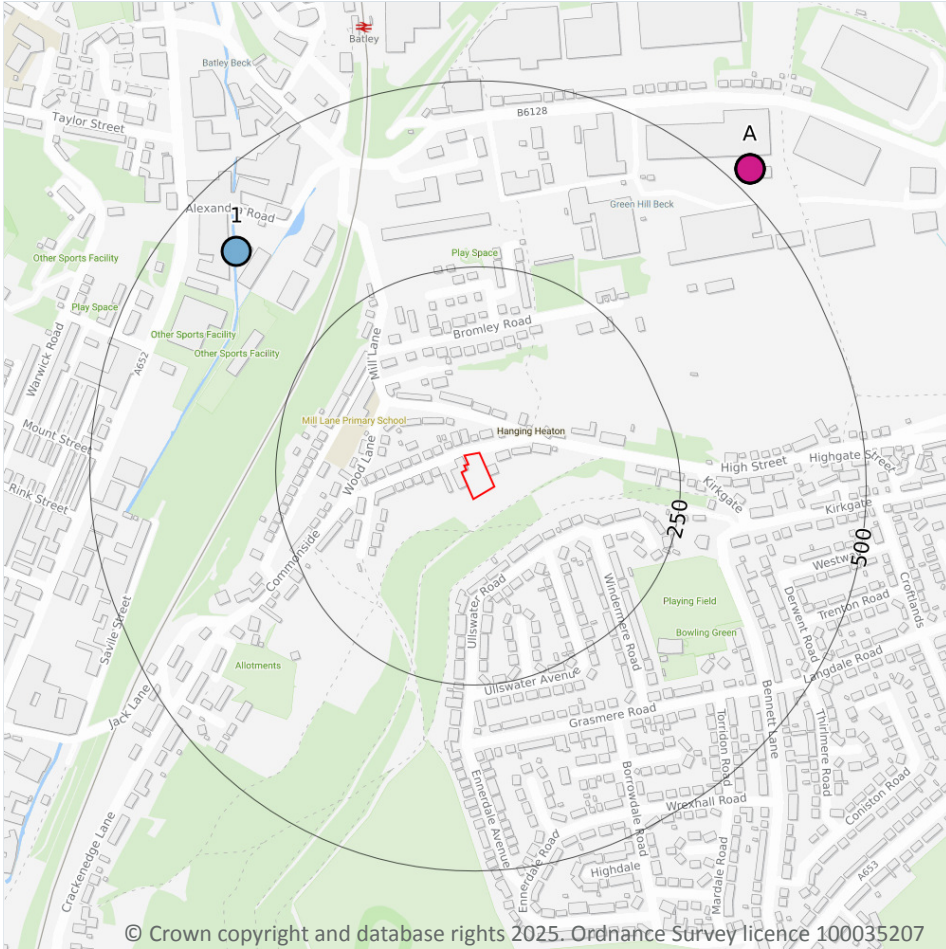 Batley
Batley Beck
B6128
Taylor Street
A
Green Hill Beck
Alexandra Road
1
Other Sports Facility
Play Space
Play Space
Bromley Road
Other Sports Facility
Other Sports Facility
Mill Lane
Warwick Road
A652
Mill Lane Primary School
Hanging Heaton
Mount Street
Wood Lane
High Street
Highgate Street
Rink Street
Kirkgate
Kirkgate
250
500
Commonside
Ullswater Road
Windermere Road
Playing Field
Bowling Green
Derwent Road
Trenton Road
Croftlands
Langdale Road
Savile Street
Allotments
Ullswater Avenue
Jack Lane
Grasmere Road
Bennett Lane
Torridon Road
Thirlmere Road
Coniston Road
Ennerdale Avenue
Borrowdale Road
Wrexhall Road
Crackenedge Lane
Ennerdale Road
Highdale
Mardale Road
A653
© Crown copyright and database rights 2025. Ordnance Survey licence 100035207